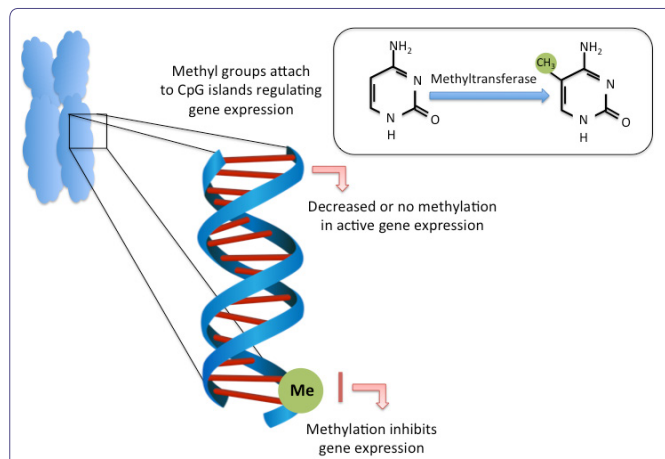 Methyl groups attach
to CpG islands regulating
gene expression
NH₂
N
N
O
H
Methyltransferase
CH₃
NH₂
N
N
O
H
Decreased or no methylation
in active gene expression
Me
Methylation inhibits
gene expression